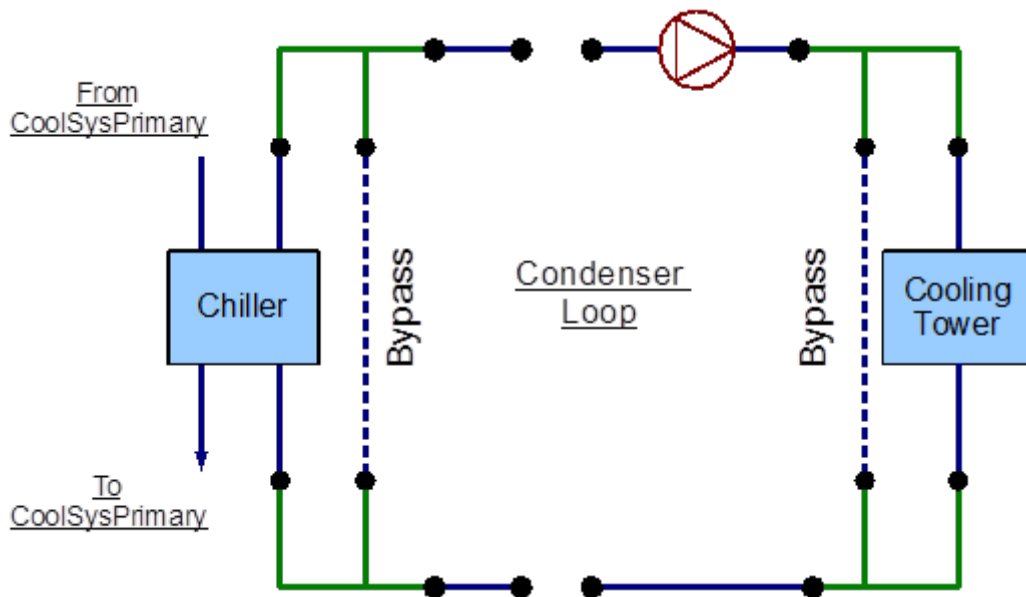 From
CoolSysPrimary
Chiller
Bypass
Condenser
Loop
Bypass
Cooling
Tower
To
CoolSysPrimary